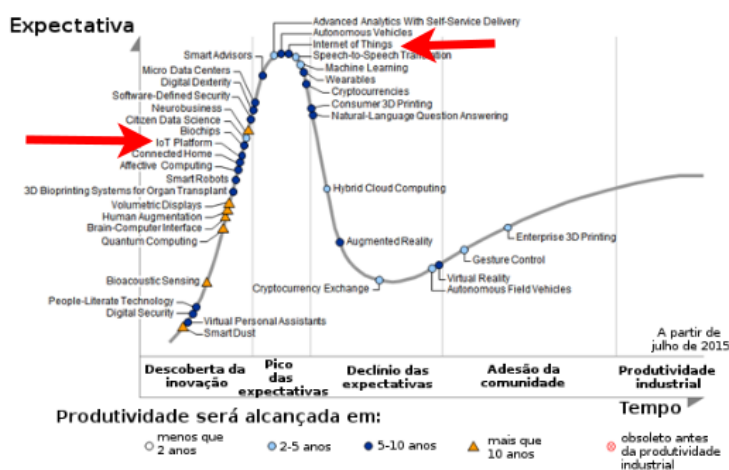 Expectativa
Advanced Analytics With Self-Service Delivery
Autonomous Vehicles
Internet of Things
Speech-to-Speech Translation
Machine Learning
Wearables
Cryptocurrencies
Consumer 3D Printing
Natural-Language Question Answering
Smart Advisors
Micro Data Centers
Digital Dexterity
Software-Defined Security
Neurobusiness
Citizen Data Science
Biochips
IoT Platform
Connected Home
Affective Computing
Smart Robots
3D Bioprinting Systems for Organ Transplant
Volumetric Displays
Human Augmentation
Brain-Computer Interface
Quantum Computing
Bioacoustic Sensing
People-Literate Technology
Digital Security
Virtual Personal Assistants
Smart Dust
Hybrid Cloud Computing
Augmented Reality
Cryptocurrency Exchange
Enterprise 3D Printing
Gesture Control
Virtual Reality
Autonomous Field Vehicles
A partir de
julho de 2015
Descoberta da
inovação
Pico
das
expectativas
Declínio das
expectativas
Adesão da
comunidade
Produtividade
industrial
Tempo
Produtividade será alcançada em:
menos que
2 anos
2-5 anos
5-10 anos
mais que
10 anos
obsoleto antes
da produtividade
industrial